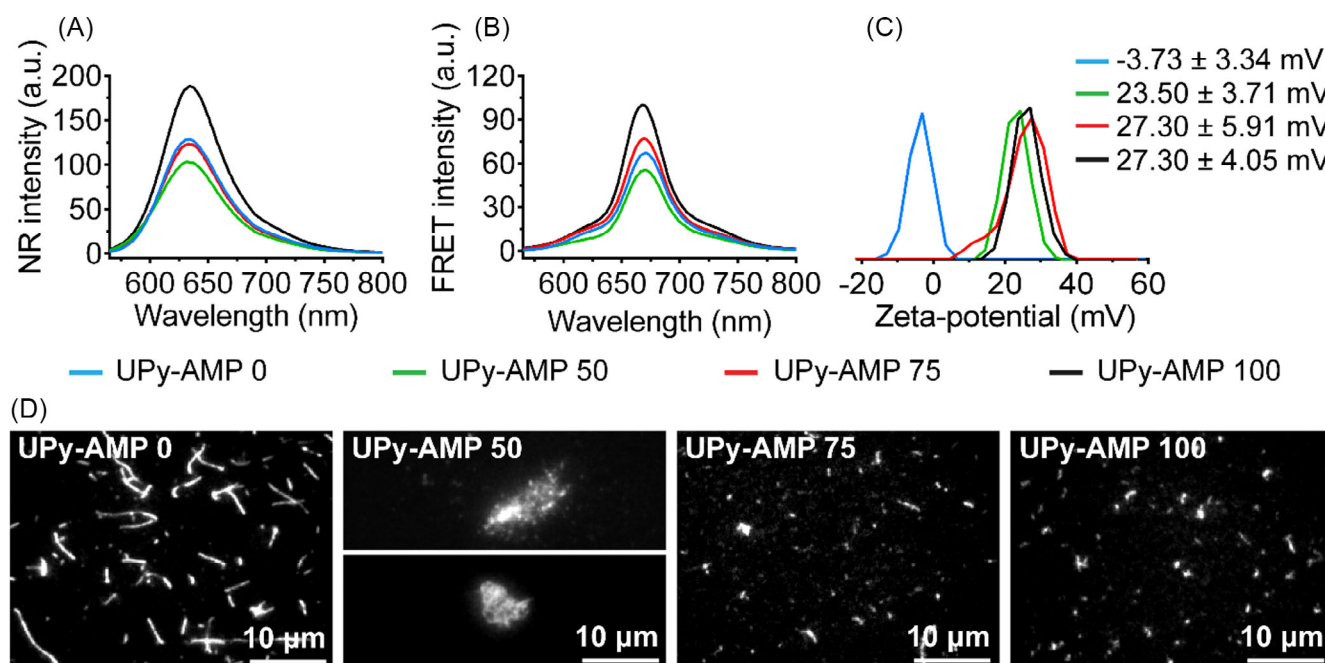 (A)
NR intensity (a.u.)
200
150
100
50
0
600 650 700 750 800
Wavelength (nm)
(B)
FRET intensity (a.u.)
120
90
60
30
0
600 650 700 750 800
Wavelength (nm)
(C)
-3.73 ± 3.34 mV
23.50 ± 3.71 mV
27.30 ± 5.91 mV
27.30 ± 4.05 mV
-20 0 20 40 60
Zeta-potential (mV)
UPy-AMP 0 UPy-AMP 50 UPy-AMP 75 UPy-AMP 100
(D)
UPy-AMP 0
10 µm
UPy-AMP 50
10 µm
UPy-AMP 75
10 µm
UPy-AMP 100
10 µm